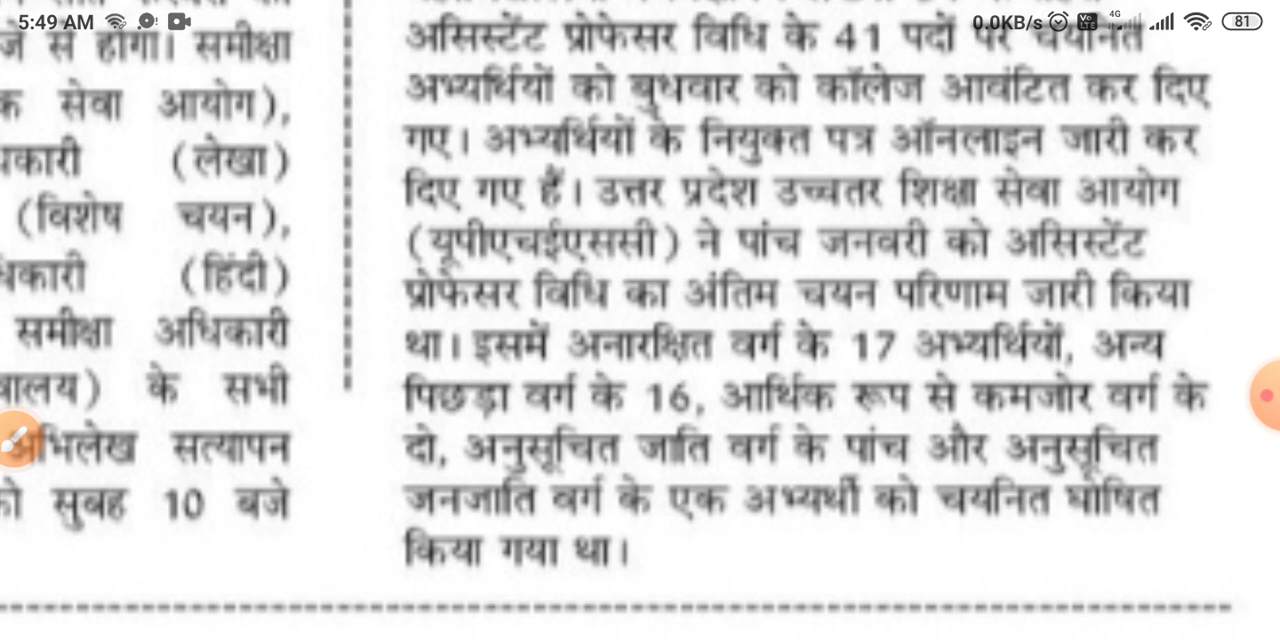 5:49 AM
0.0KB/s 4G 81
जे से होगी। समीक्षा
क सेवा आयोग),
(लेखा)
(विशेष चयन),
(हिंदी)
समीक्षा अधिकारी
के सभी
अभिलेख सत्यापन
सुबह 10 बजे
असिस्टेंट प्रोफेसर विधि के 41 पदों पर चयनित
अभ्यर्थियों को बुधवार को कॉलेज आवंटित कर दिए
गए। अभ्यर्थियों के नियुक्त पत्र ऑनलाइन जारी कर
दिए गए हैं। उत्तर प्रदेश उच्चतर शिक्षा सेवा आयोग
(यूपीएचईएससी) ने पांच जनवरी को असिस्टेंट
प्रोफेसर विधि का अंतिम चयन परिणाम जारी किया
था। इसमें अनारक्षित वर्ग के 17 अभ्यर्थियों, अन्य
पिछड़ा वर्ग के 16, आर्थिक रूप से कमजोर वर्ग के
दो, अनुसूचित जाति वर्ग के पांच और अनुसूचित
जनजाति वर्ग के एक अभ्यर्थी को चयनित घोषित
किया गया था।